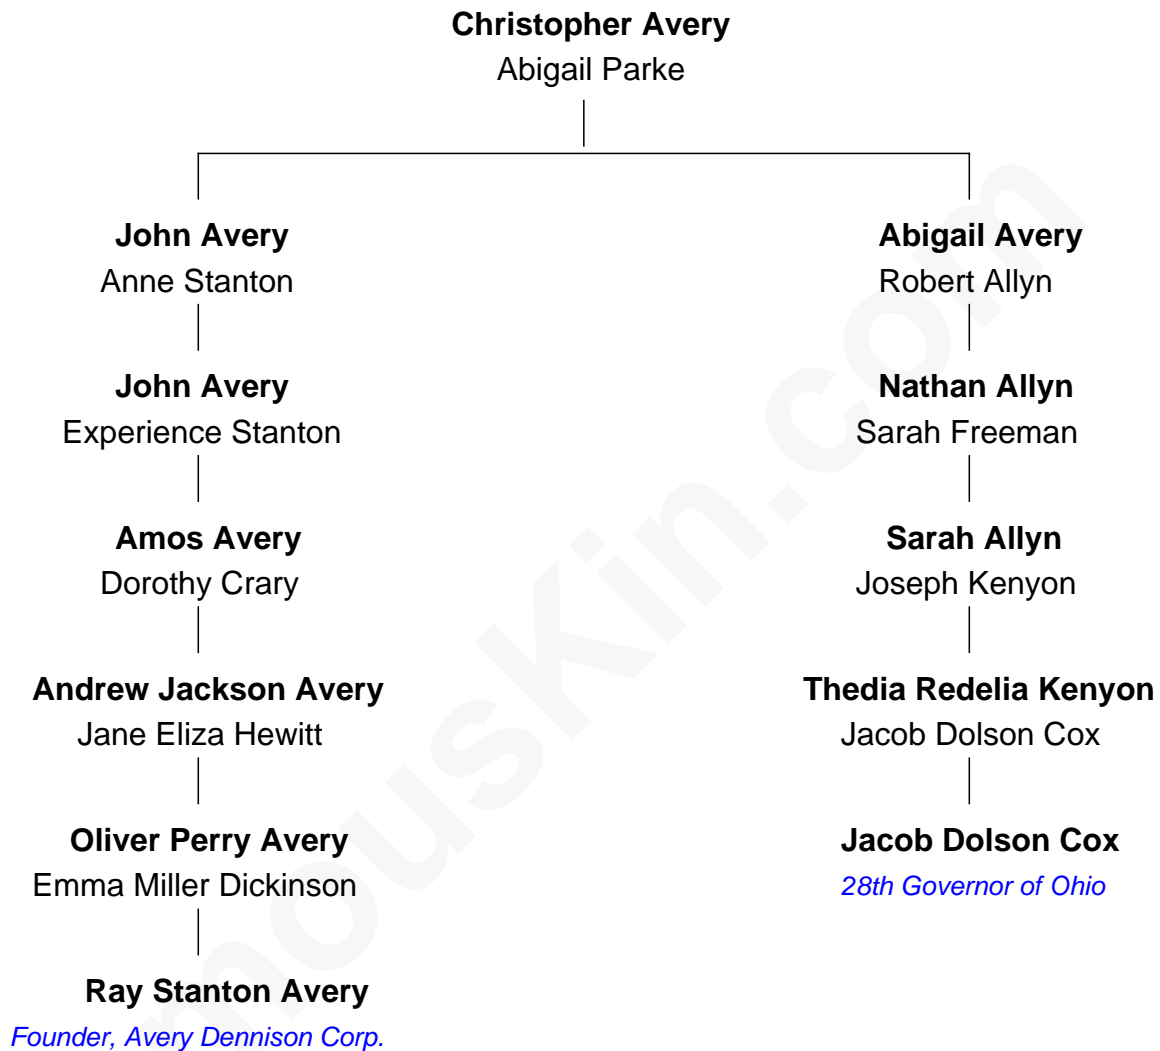 Christopher Avery
Abigail Parke
John Avery
Anne Stanton
Abigail Avery
Robert Allyn
John Avery
Experience Stanton
Nathan Allyn
Sarah Freeman
Amos Avery
Dorothy Crary
Sarah Allyn
Joseph Kenyon
Andrew Jackson Avery
Jane Eliza Hewitt
Thedia Redelia Kenyon
Jacob Dolson Cox
Oliver Perry Avery
Emma Miller Dickinson
Jacob Dolson Cox
28th Governor of Ohio
Ray Stanton Avery
Founder, Avery Dennison Corp.
mousKin.com